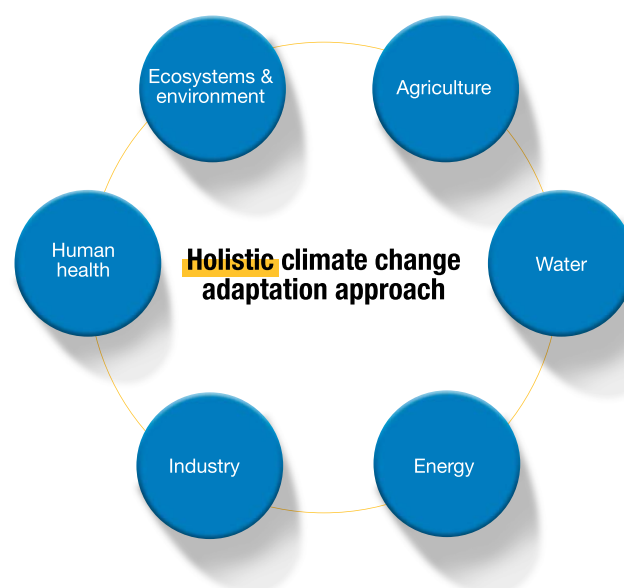 Ecosystems &
environment
Agriculture
Human
health
Holistic climate change
adaptation approach
Water
Industry
Energy